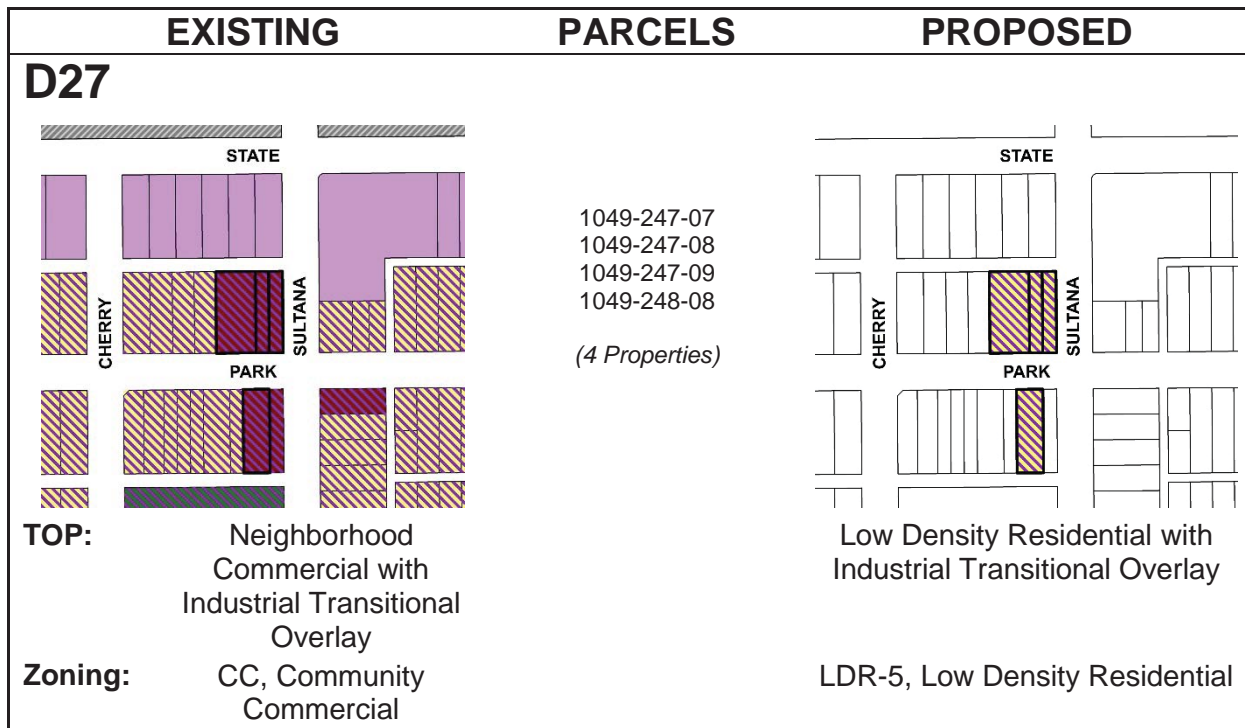 EXISTING PARCELS PROPOSED
D27
STATE
CHERRY
SULTANA
PARK
1049-247-07
1049-247-08
1049-247-09
1049-248-08
(4 Properties)
STATE
CHERRY
SULTANA
PARK
TOP: Neighborhood
Commercial with
Industrial Transitional
Overlay
Low Density Residential with
Industrial Transitional Overlay
Zoning: CC, Community
Commercial
LDR-5, Low Density Residential